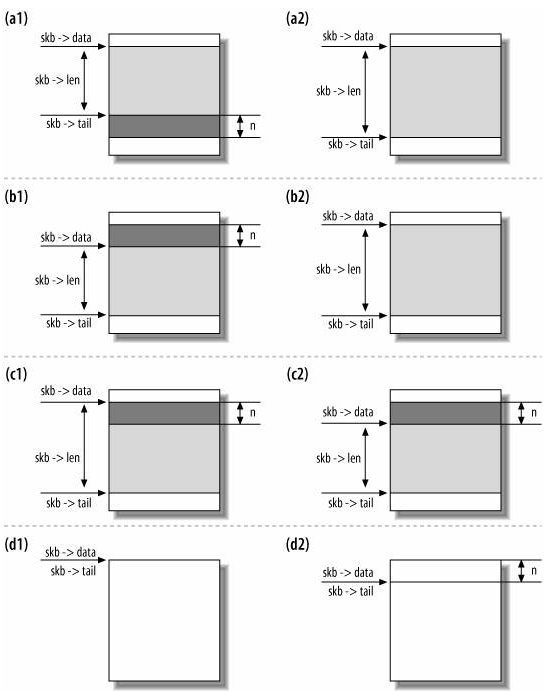 (a1) (a2)
skb -> data skb -> data
skb -> len skb -> len
skb -> tail n skb -> tail
(b1) (b2)
skb -> data n skb -> data
skb -> len skb -> len
skb -> tail skb -> tail
(c1) (c2)
skb -> data n skb -> data n
skb -> len skb -> len
skb -> tail skb -> tail
(d1) (d2)
skb -> data skb -> data n
skb -> tail skb -> tail